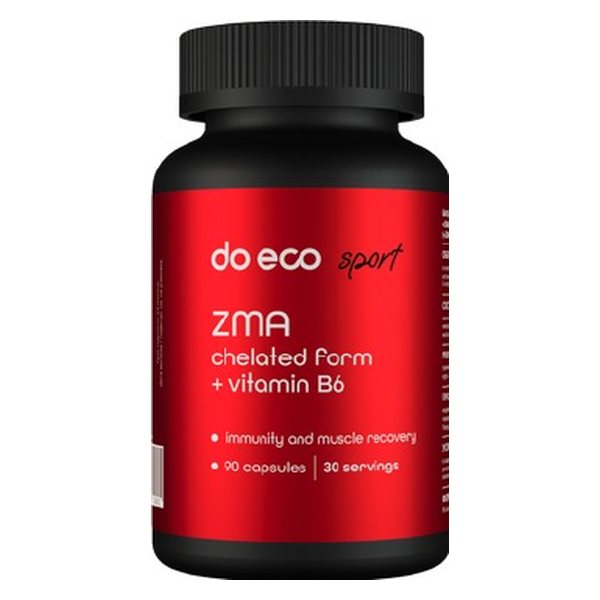 do eco sport
ZMA
chelated form
+ vitamin B6
• immunity and muscle recovery
• 90 capsules | 30 servings